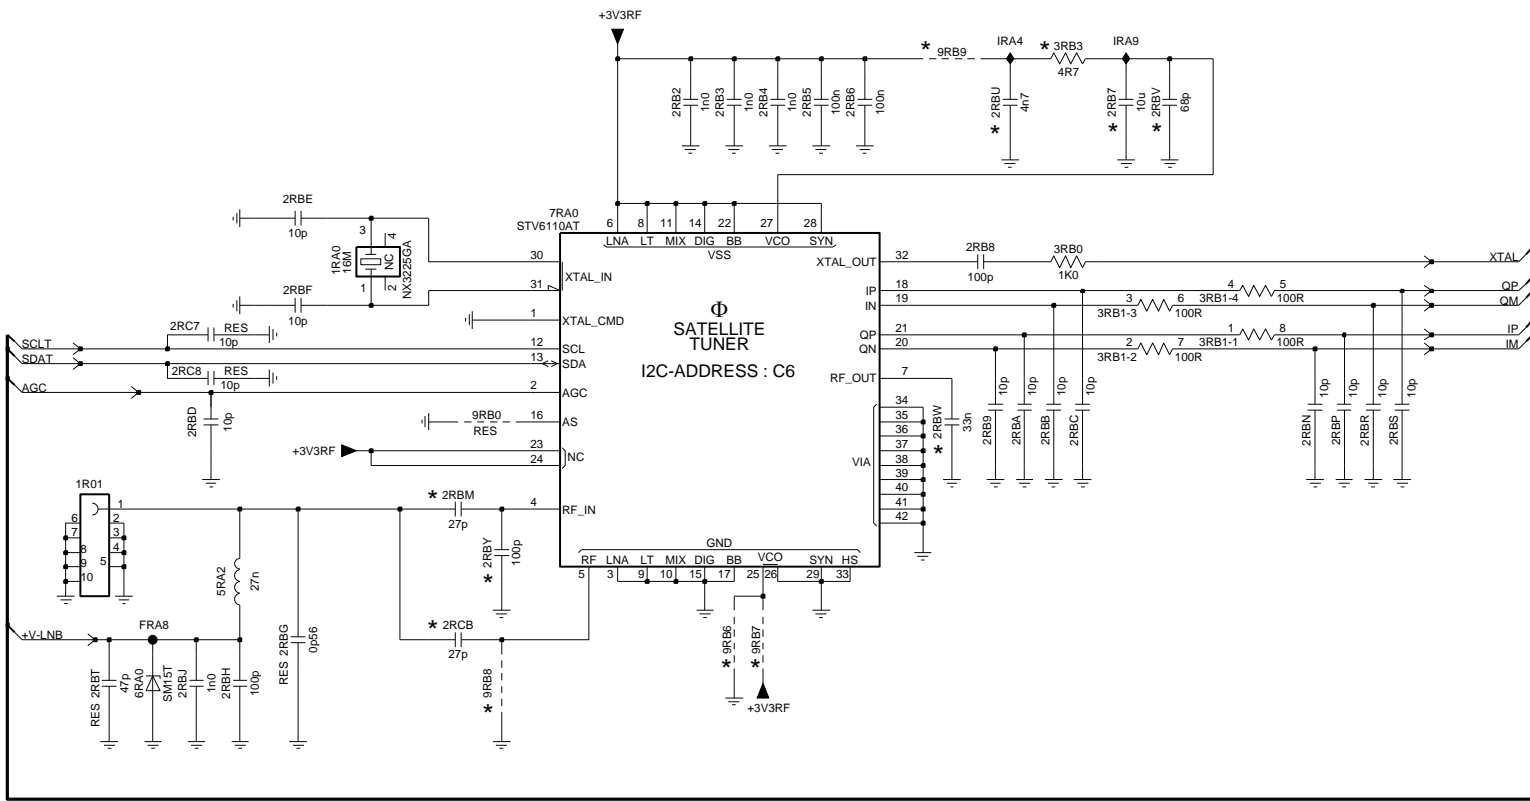 +3V3RF
* 9RB9
IRA4
* 3RB3
4R7
IRA9
2RB2
1n0
2RB3
1n0
2RB4
1n0
2RB5
100n
2RB6
100n
* 2RBU
4n7
* 2RB7
10u
* 2RBV
68p
2RBE
10p
3
4
1RA0
16M
NC
NX3225GA
1
2
2RBF
10p
7RA0
STV6110AT
6
8
11
14
22
27
28
LNA
LT
MIX
DIG
BB
VCO
SYN
VSS
30
31
XTAL_IN
1
XTAL_CMD
12
SCL
13
SDA
2
AGC
16
AS
23
24
NC
4
RF_IN
Φ
SATELLITE
TUNER
I2C-ADDRESS : C6
XTAL_OUT
32
2RB8
100p
3RB0
1K0
XTAL
IP
18
4
3RB1-4
5
100R
QP
IN
19
3
3RB1-3
6
100R
QM
QP
21
1
3RB1-1
8
100R
IP
QN
20
2
3RB1-2
7
100R
IM
RF_OUT
7
* 2RBW
33n
VIA
34
35
36
37
38
39
40
41
42
2RB9
10p
2RBA
10p
2RBB
10p
2RBC
10p
2RBN
10p
2RBP
10p
2RBR
10p
2RBS
10p
SCLT
2RC7
RES
10p
SDAT
2RC8
RES
10p
AGC
2RBD
10p
9RB0
RES
+3V3RF
1R01
1
6
2
7
3
8
4
9
5
10
* 2RBM
27p
* 2RBY
100p
5RA2
27n
RES 2RBG
0p56
* 2RCB
27p
* 9RB8
+V-LNB
FRA8
RES 2RBT
47p
6RA0
SM15T
2RBJ
1n0
2RBH
100p
GND
RF
LNA
LT
MIX
DIG
BB
VCO
SYN
HS
5
3
9
10
15
17
25
26
29
33
* 9RB6
* 9RB7
+3V3RF